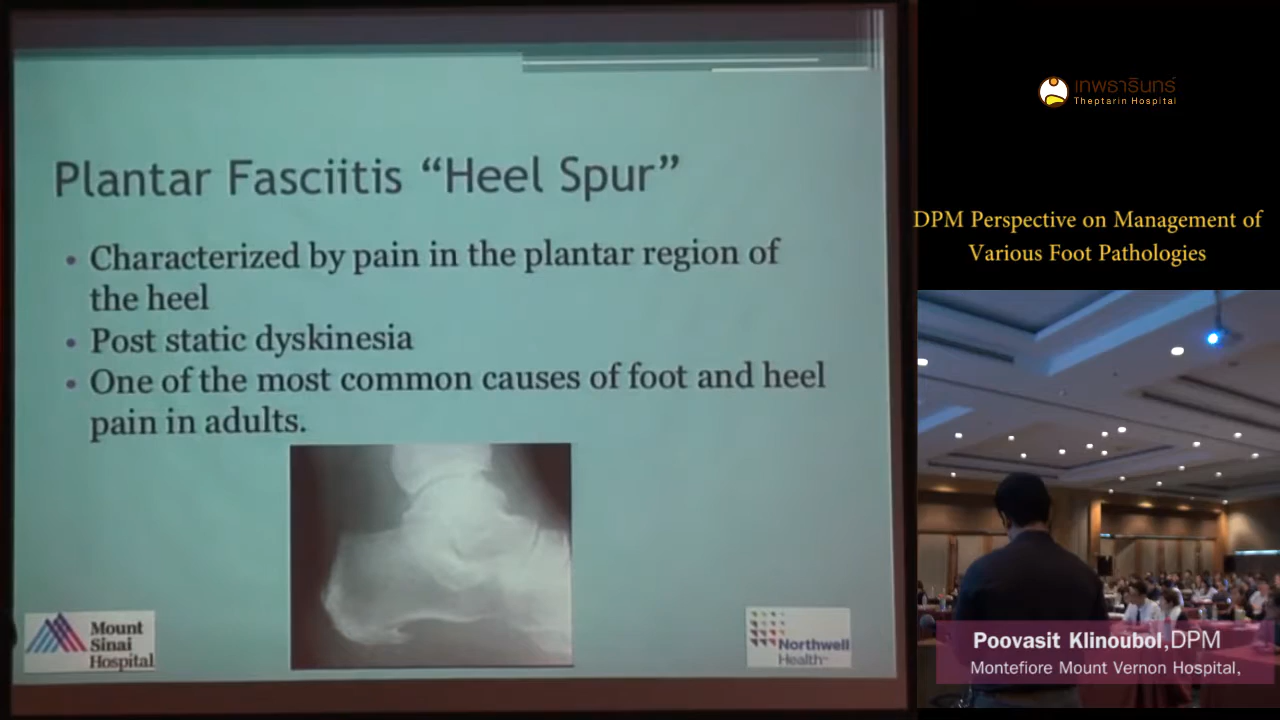 Plantar Fasciitis “Heel Spur”
• Characterized by pain in the plantar region of
the heel
• Post static dyskinesia
• One of the most common causes of foot and heel
pain in adults.
Mount
Sinai
Hospital
Northwell
Health
เทพธารินทร์
Theptarin Hospital
DPM Perspective on Management of
Various Foot Pathologies
Poovasit Klinoubol,DPM
Montefiore Mount Vernon Hospital,